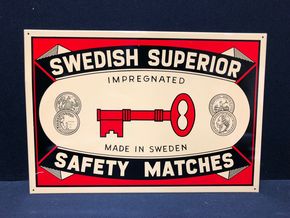 SWEDISH SUPERIOR
IMPREGNATED
MADE IN SWEDEN
SAFETY MATCHES